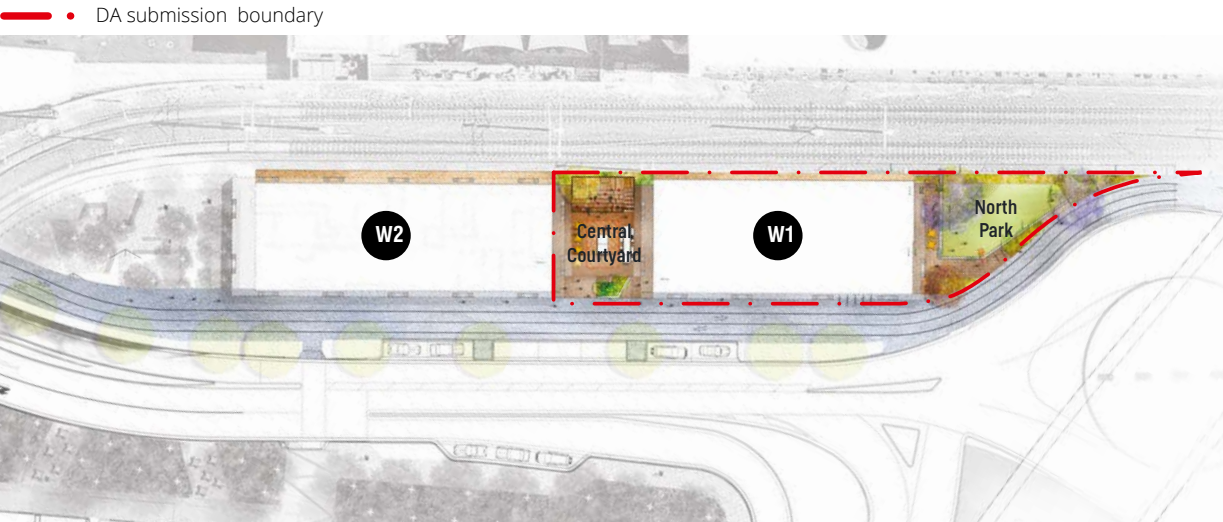 DA submission boundary
W2
Central
Courtyard
W1
North
Park